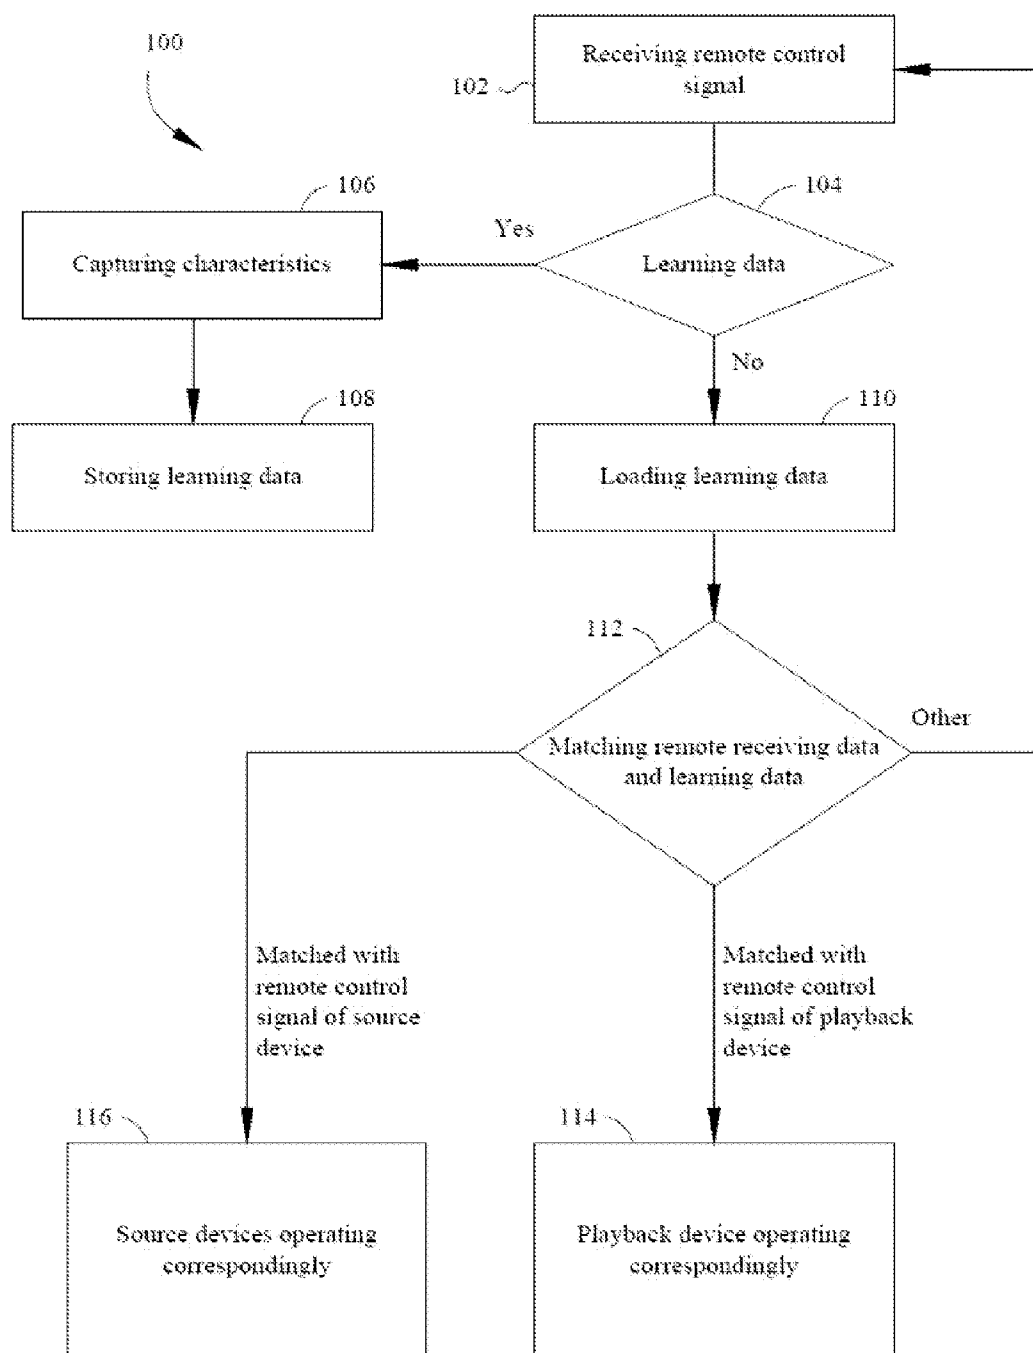 100
102
Receiving remote control
signal
104
Learning data
Yes
No
106
Capturing characteristics
108
Storing learning data
110
Loading learning data
112
Matching remote receiving data
and learning data
Other
Matched with
remote control
signal of source
device
Matched with
remote control
signal of playback
device
116
Source devices operating
correspondingly
114
Playback device operating
correspondingly